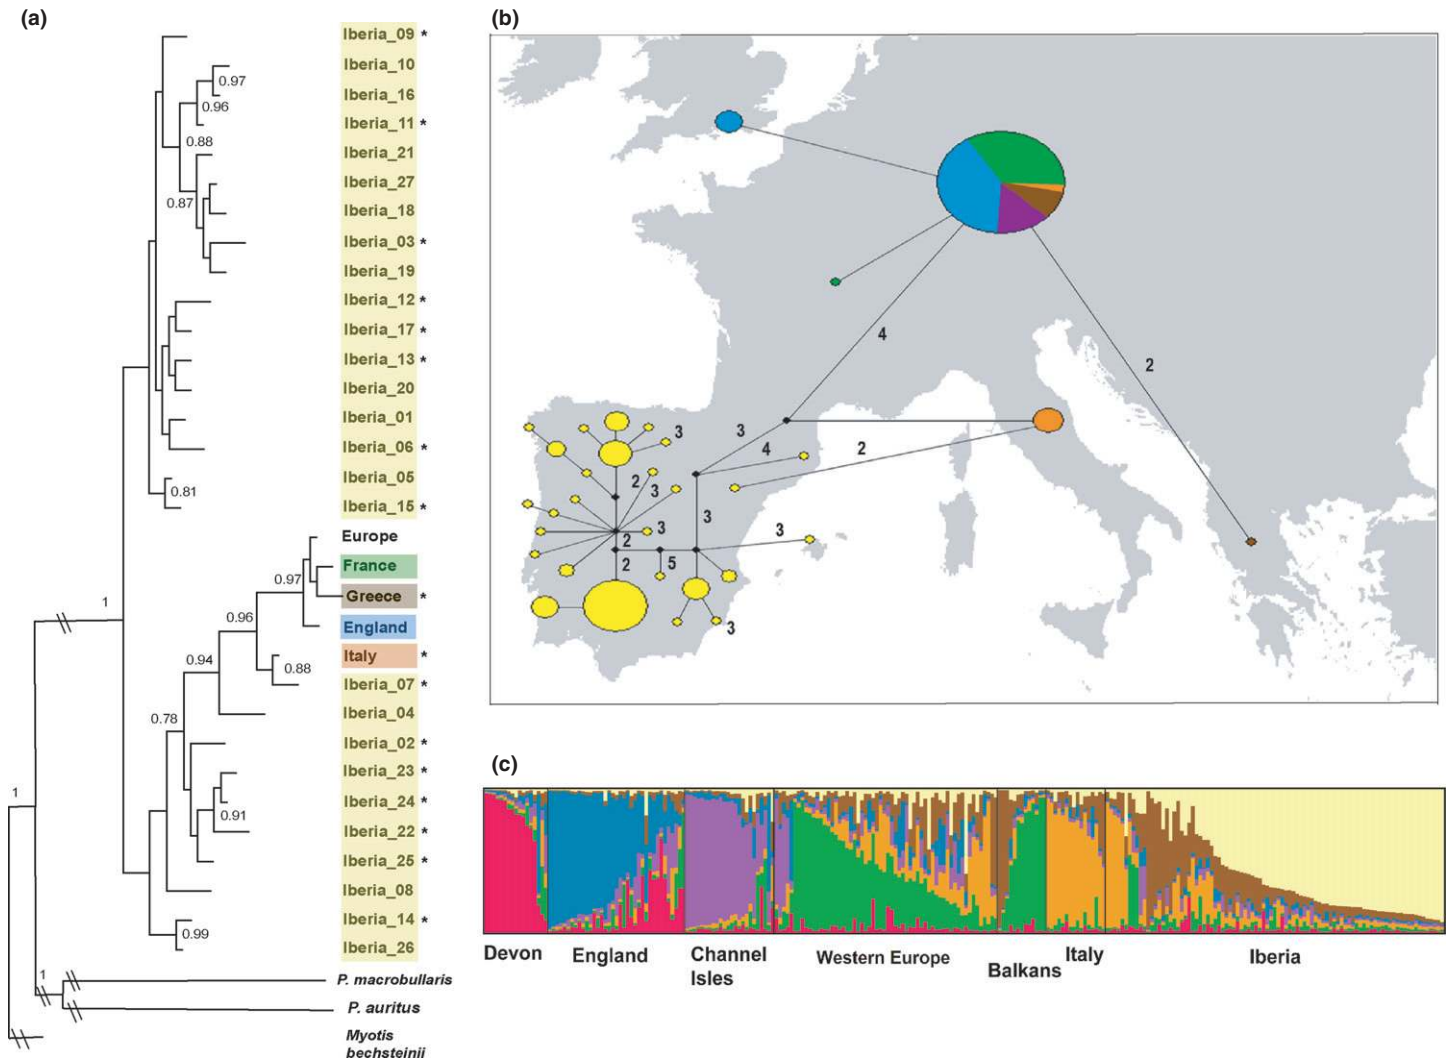 (a)
Iberia_09 *
Iberia_10
0.97
Iberia_16
0.96
Iberia_11 *
0.88
Iberia_21
Iberia_27
0.87
Iberia_18
Iberia_03 *
Iberia_19
Iberia_12 *
Iberia_17 *
Iberia_13 *
Iberia_20
Iberia_01
Iberia_06 *
Iberia_05
0.81
Iberia_15 *
Europe
France
0.97
Greece *
1
0.96
England
Italy *
0.94
0.88
Iberia_07 *
Iberia_04
0.78
Iberia_02 *
Iberia_23 *
1
Iberia_24 *
0.91
Iberia_22 *
Iberia_25 *
Iberia_08
Iberia_14 *
0.99
Iberia_26
1
P. macrobullaris
P. auritus
Myotis
bechsteinii
(b)
4
2
3
3
4
2
2
3
3
3
2
3
5
2
3
(c)
Devon
England
Channel
Isles
Western Europe
Balkans
Italy
Iberia